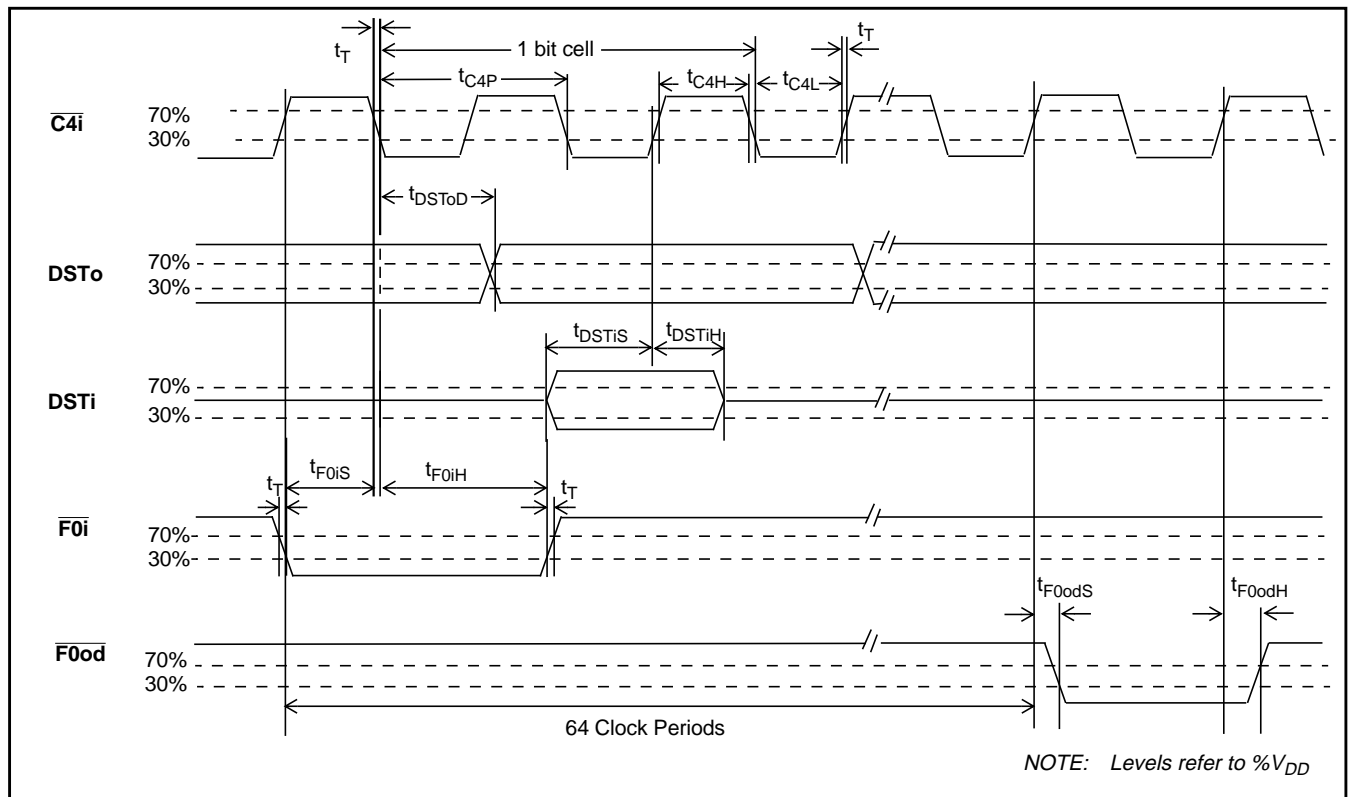 tT
tT
1 bit cell
tC4P
tC4H
tC4L
C4i
70%
30%
tDSToD
DSTo
70%
30%
tDSTiS
tDSTiH
DSTi
70%
30%
tF0iS
tF0iH
tT
tT
F0i
70%
30%
tF0odS
tF0odH
F0od
70%
30%
64 Clock Periods
NOTE: Levels refer to %VDD